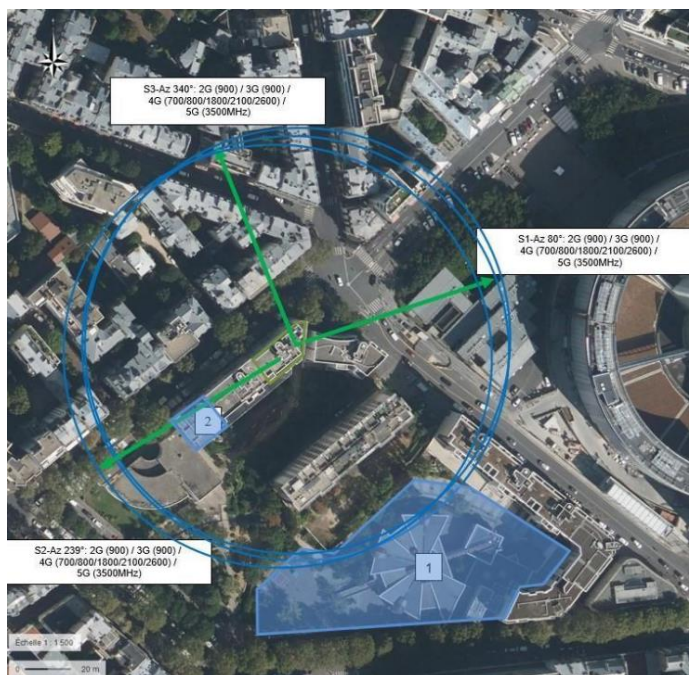 S3-Az 340°: 2G (900) / 3G (900) /
4G (700/800/1800/2100/2600) /
5G (3500MHz)
S1-Az 80°: 2G (900) / 3G (900) /
4G (700/800/1800/2100/2600) /
5G (3500MHz)
2
S2-Az 239°: 2G (900) / 3G (900) /
4G (700/800/1800/2100/2600) /
5G (3500MHz)
1
Échelle 1 : 1 500
0 20 m